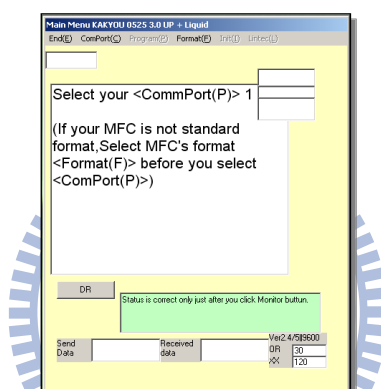 Main Menu KAKYOU 0525 3.0 UP + Liquid
End(E) ComPort(C) Program(P) Format(F) Init(I) Lintec(L)
Select your <CommPort(P)> 1
(If your MFC is not standard
format,Select MFC's format
<Format(F)> before you select
<ComPort(P)>)
DR
Status is correct only just after you click Monitor buttun.
Send
Data
Received
data
Ver2.4/5
9600
OR 30
XX 120